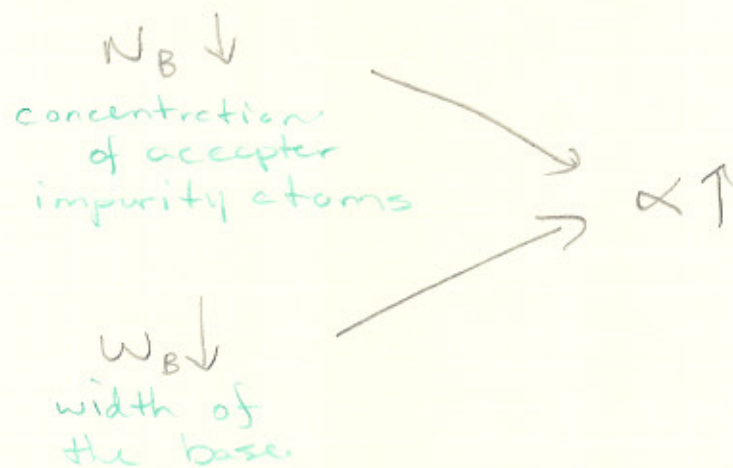 N_B ↓
concentration
of accepter
impurity atoms
∝ ↑
W_B ↓
width of
the base.